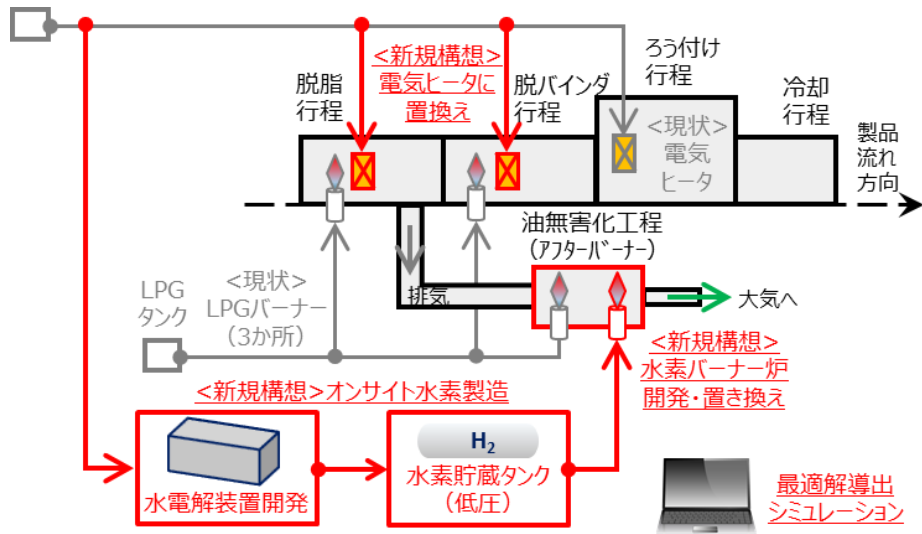 脱脂
行程
<新規構想>
電気ヒータに
置換え
脱バインダ
行程
ろう付け
行程
<現状>
電気
ヒータ
冷却
行程
製品
流れ
方向
油無害化工程
(アフターバーナー)
排気
大気へ
LPG
タンク
<現状>
LPGバーナー
(3か所)
<新規構想>
水素バーナー炉
開発・置き換え
<新規構想>オンサイト水素製造
水電解装置開発
H₂
水素貯蔵タンク
(低圧)
最適解導出
シミュレーション